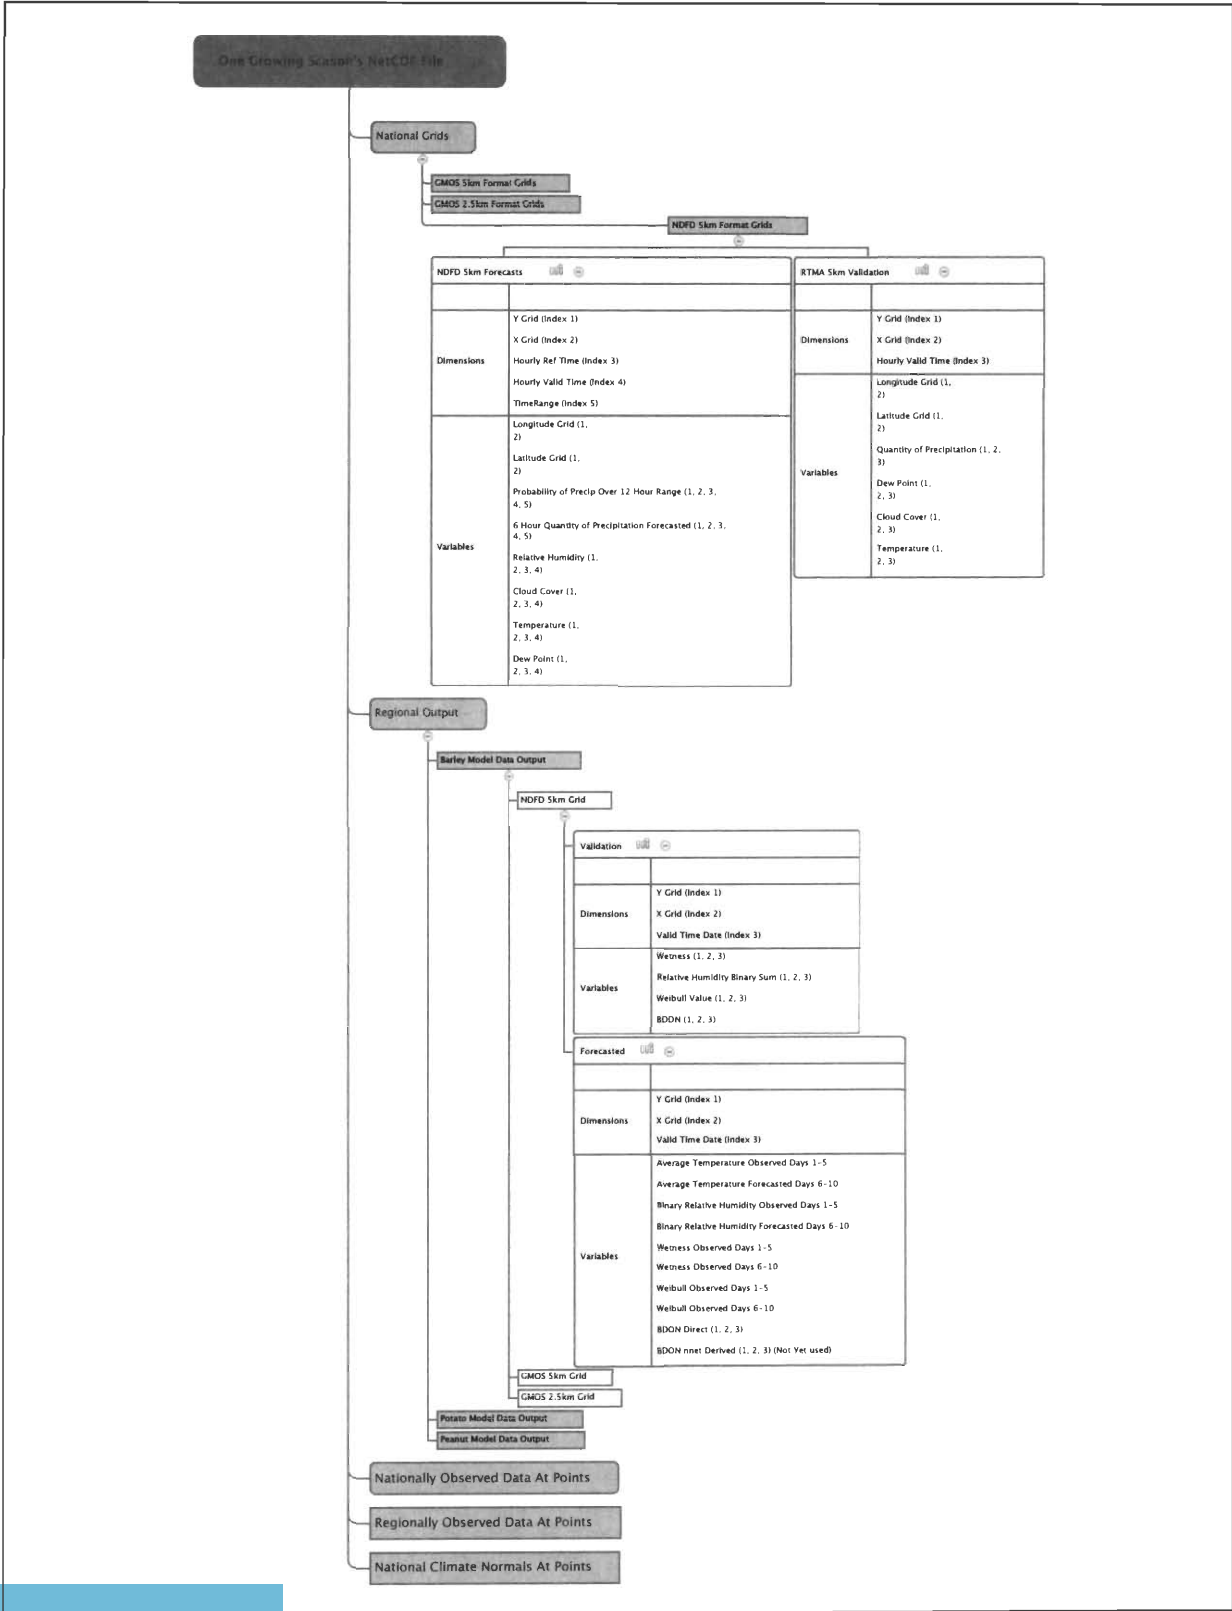 One Growing Season's NetCDF File
National Grids
GMOS 5km Format Grids
GMOS 2.5km Format Grids
NDFD 5km Format Grids
NDFD 5km Forecasts
Dimensions
Y Grid (Index 1)
X Grid (Index 2)
Hourly Ref Time (Index 3)
Hourly Valid Time (Index 4)
TimeRange (Index 5)
Variables
Longitude Grid (1,
2)
Latitude Grid (1,
2)
Probability of Precip Over 12 Hour Range (1, 2, 3,
4, 5)
6 Hour Quantity of Precipitation Forecasted (1, 2, 3,
4, 5)
Relative Humidity (1,
2, 3, 4)
Cloud Cover (1,
2, 3, 4)
Temperature (1,
2, 3, 4)
Dew Point (1,
2, 3, 4)
RTMA 5km Validation
Dimensions
Y Grid (Index 1)
X Grid (Index 2)
Hourly Valid Time (Index 3)
Variables
Longitude Grid (1,
2)
Latitude Grid (1,
2)
Quantity of Precipitation (1, 2,
3)
Dew Point (1,
2, 3)
Cloud Cover (1,
2, 3)
Temperature (1,
2, 3)
Regional Output
Barley Model Data Output
NDFD 5km Grid
Validation
Dimensions
Y Grid (Index 1)
X Grid (Index 2)
Valid Time Date (Index 3)
Variables
Wetness (1, 2, 3)
Relative Humidity Binary Sum (1, 2, 3)
Weibull Value (1, 2, 3)
BDON (1, 2, 3)
Forecasted
Dimensions
Y Grid (Index 1)
X Grid (Index 2)
Valid Time Date (Index 3)
Variables
Average Temperature Observed Days 1-5
Average Temperature Forecasted Days 6-10
Binary Relative Humidity Observed Days 1-5
Binary Relative Humidity Forecasted Days 6-10
Wetness Observed Days 1-5
Wetness Observed Days 6-10
Weibull Observed Days 1-5
Weibull Observed Days 6-10
BDON Direct (1, 2, 3)
BDON nnet Derived (1, 2, 3) (Not Yet used)
GMOS 5km Grid
GMOS 2.5km Grid
Potato Model Data Output
Peanut Model Data Output
Nationally Observed Data At Points
Regionally Observed Data At Points
National Climate Normals At Points